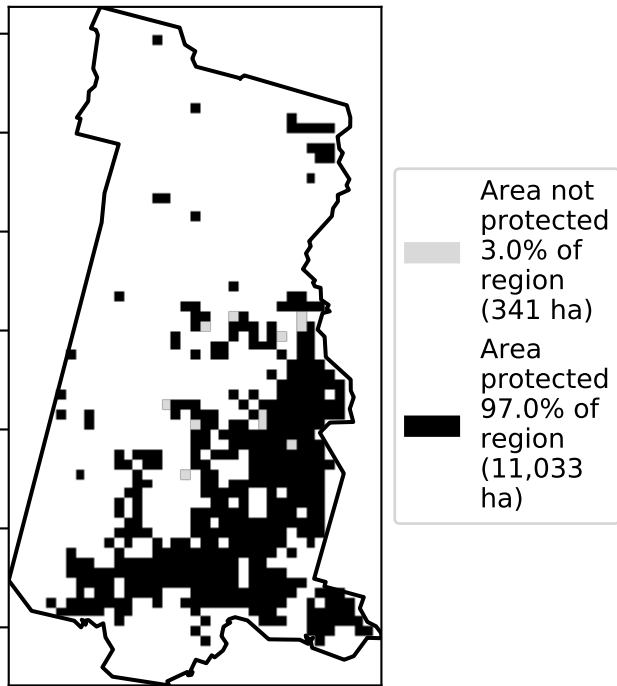 Area not
protected
3.0% of
region
(341 ha)
Area
protected
97.0% of
region
(11,033
ha)